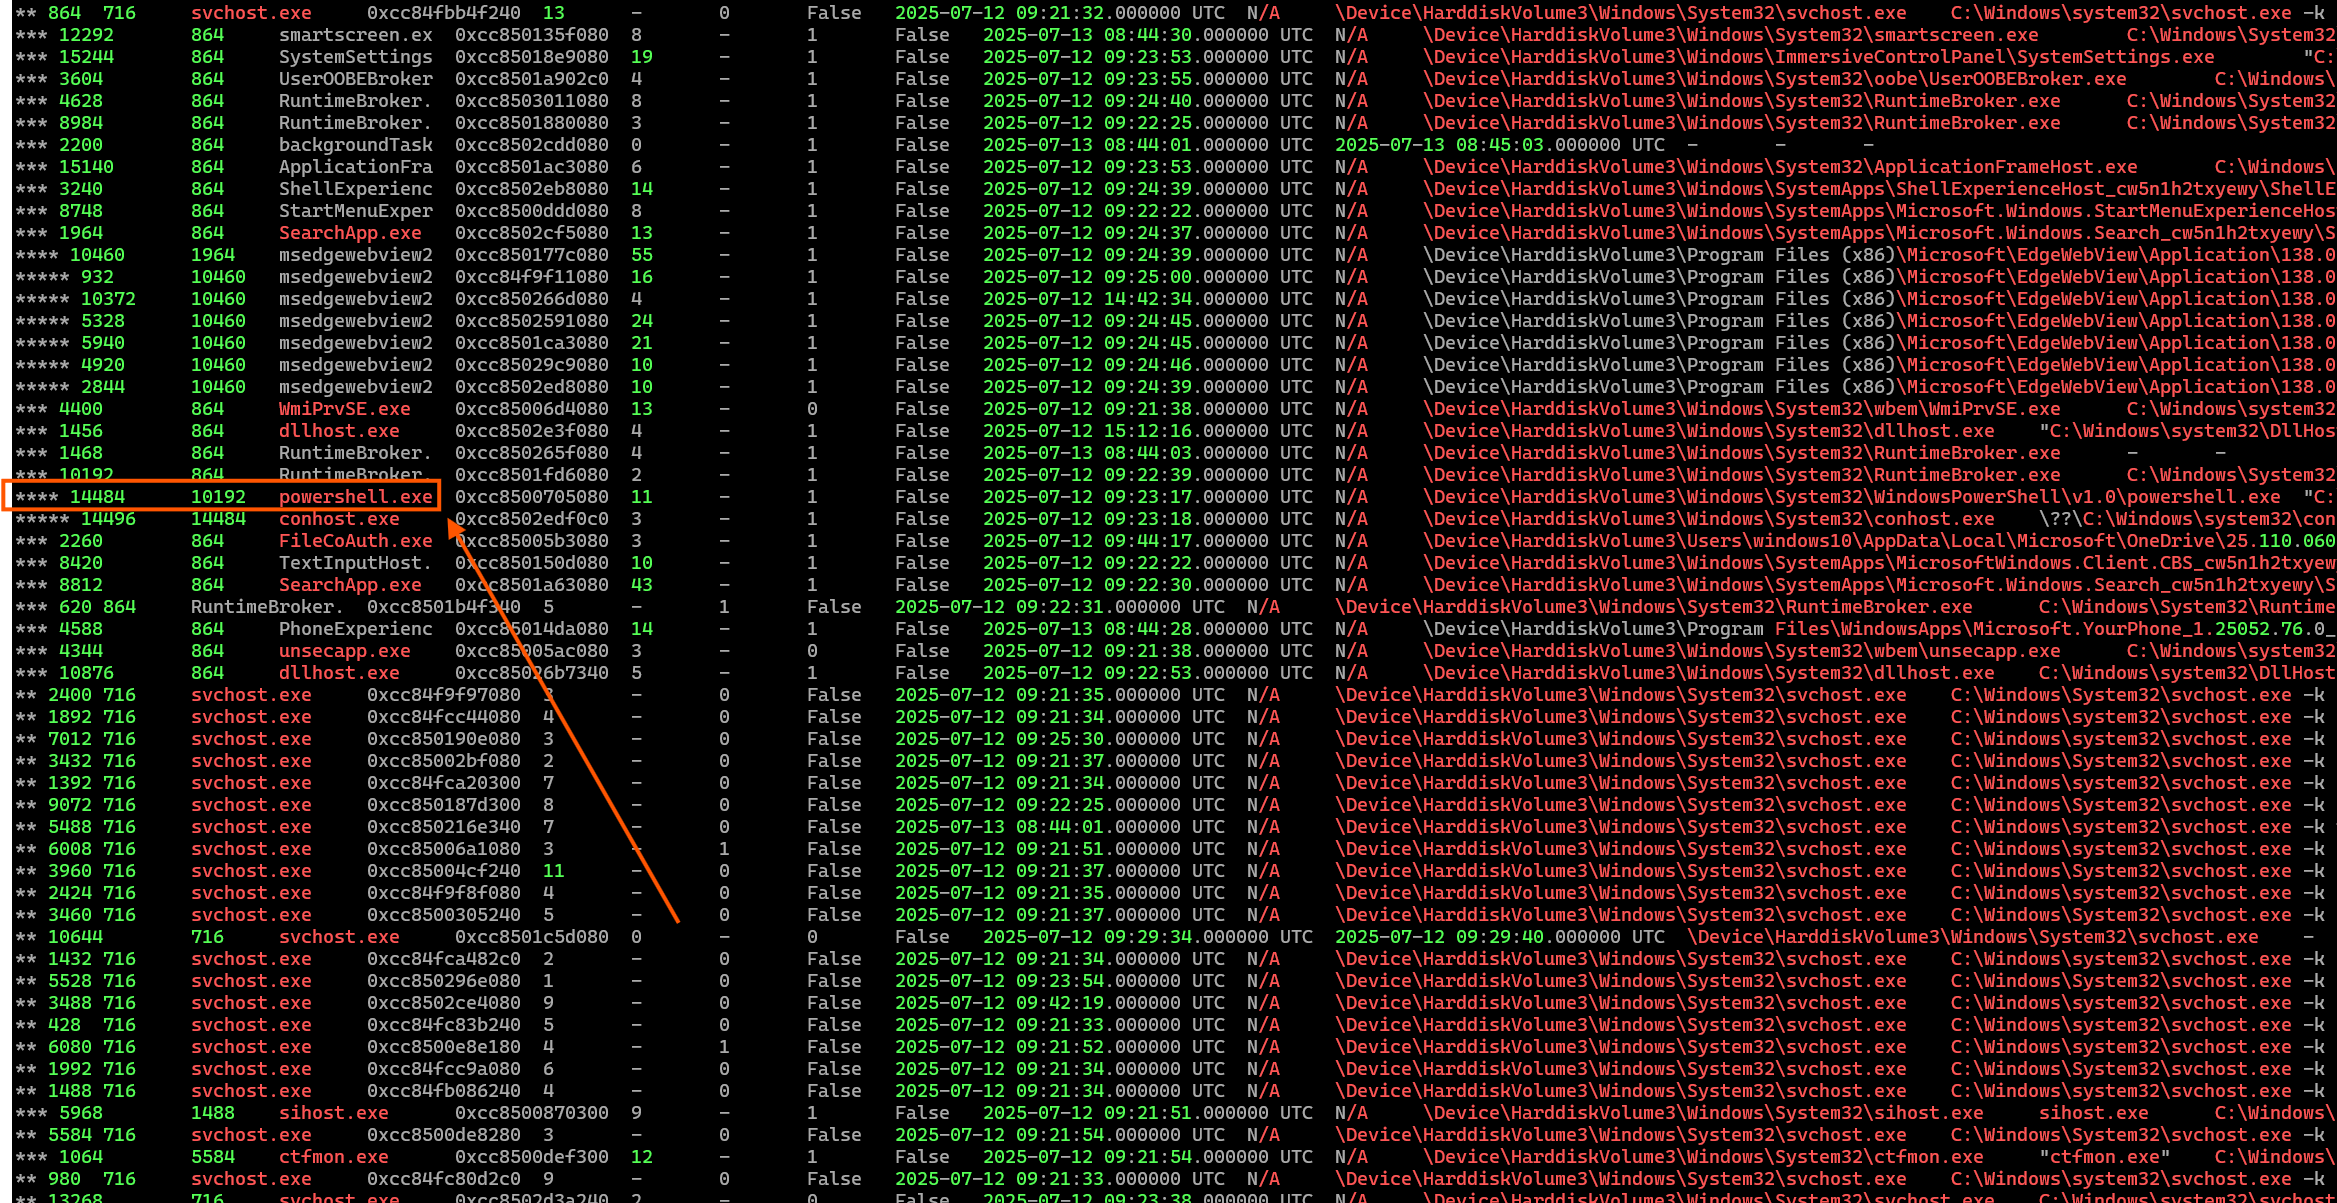 ** 864 716 svchost.exe 0xcc84fbb4f240 13 - 0 False 2025-07-12 09:21:32.000000 UTC N/A \Device\HarddiskVolume3\Windows\System32\svchost.exe C:\Windows\system32\svchost.exe -k
*** 12292 864 smartscreen.ex 0xcc850135f080 8 - 1 False 2025-07-13 08:44:30.000000 UTC N/A \Device\HarddiskVolume3\Windows\System32\smartscreen.exe C:\Windows\System32
*** 15244 864 SystemSettings 0xcc85018e9080 19 - 1 False 2025-07-12 09:23:53.000000 UTC N/A \Device\HarddiskVolume3\Windows\ImmersiveControlPanel\SystemSettings.exe "C:
*** 3604 864 UserOOBEBroker 0xcc8501a902c0 4 - 1 False 2025-07-12 09:23:55.000000 UTC N/A \Device\HarddiskVolume3\Windows\System32\oobe\UserOOBEBroker.exe C:\Windows\
*** 4628 864 RuntimeBroker. 0xcc8503011080 8 - 1 False 2025-07-12 09:24:40.000000 UTC N/A \Device\HarddiskVolume3\Windows\System32\RuntimeBroker.exe C:\Windows\System32
*** 8984 864 RuntimeBroker. 0xcc8501880080 3 - 1 False 2025-07-12 09:22:25.000000 UTC N/A \Device\HarddiskVolume3\Windows\System32\RuntimeBroker.exe C:\Windows\System32
*** 2200 864 backgroundTask 0xcc8502cdd080 0 - 1 False 2025-07-13 08:44:01.000000 UTC 2025-07-13 08:45:03.000000 UTC - - -
*** 15140 864 ApplicationFra 0xcc8501ac3080 6 - 1 False 2025-07-12 09:23:53.000000 UTC N/A \Device\HarddiskVolume3\Windows\System32\ApplicationFrameHost.exe C:\Windows\
*** 3240 864 ShellExperienc 0xcc8502eb8080 14 - 1 False 2025-07-12 09:24:39.000000 UTC N/A \Device\HarddiskVolume3\Windows\SystemApps\ShellExperienceHost_cw5n1h2txyewy\ShellE
*** 8748 864 StartMenuExper 0xcc8500ddd080 8 - 1 False 2025-07-12 09:22:22.000000 UTC N/A \Device\HarddiskVolume3\Windows\SystemApps\Microsoft.Windows.StartMenuExperienceHos
*** 1964 864 SearchApp.exe 0xcc8502cf5080 13 - 1 False 2025-07-12 09:24:37.000000 UTC N/A \Device\HarddiskVolume3\Windows\SystemApps\Microsoft.Windows.Search_cw5n1h2txyewy\S
**** 10460 1964 msedgewebview2 0xcc850177c080 55 - 1 False 2025-07-12 09:24:39.000000 UTC N/A \Device\HarddiskVolume3\Program Files (x86)\Microsoft\EdgeWebView\Application\138.0
***** 932 10460 msedgewebview2 0xcc84f9f11080 16 - 1 False 2025-07-12 09:25:00.000000 UTC N/A \Device\HarddiskVolume3\Program Files (x86)\Microsoft\EdgeWebView\Application\138.0
***** 10372 10460 msedgewebview2 0xcc850266d080 4 - 1 False 2025-07-12 14:42:34.000000 UTC N/A \Device\HarddiskVolume3\Program Files (x86)\Microsoft\EdgeWebView\Application\138.0
***** 5328 10460 msedgewebview2 0xcc8502591080 24 - 1 False 2025-07-12 09:24:45.000000 UTC N/A \Device\HarddiskVolume3\Program Files (x86)\Microsoft\EdgeWebView\Application\138.0
***** 5940 10460 msedgewebview2 0xcc8501ca3080 21 - 1 False 2025-07-12 09:24:45.000000 UTC N/A \Device\HarddiskVolume3\Program Files (x86)\Microsoft\EdgeWebView\Application\138.0
***** 4920 10460 msedgewebview2 0xcc85029c9080 10 - 1 False 2025-07-12 09:24:46.000000 UTC N/A \Device\HarddiskVolume3\Program Files (x86)\Microsoft\EdgeWebView\Application\138.0
***** 2844 10460 msedgewebview2 0xcc8502ed8080 10 - 1 False 2025-07-12 09:24:39.000000 UTC N/A \Device\HarddiskVolume3\Program Files (x86)\Microsoft\EdgeWebView\Application\138.0
*** 4400 864 WmiPrvSE.exe 0xcc85006d4080 13 - 0 False 2025-07-12 09:21:38.000000 UTC N/A \Device\HarddiskVolume3\Windows\System32\wbem\WmiPrvSE.exe C:\Windows\system32
*** 1456 864 dllhost.exe 0xcc8502e3f080 4 - 1 False 2025-07-12 15:12:16.000000 UTC N/A \Device\HarddiskVolume3\Windows\System32\dllhost.exe "C:\Windows\system32\DllHos
*** 1468 864 RuntimeBroker. 0xcc850265f080 4 - 1 False 2025-07-13 08:44:03.000000 UTC N/A \Device\HarddiskVolume3\Windows\System32\RuntimeBroker.exe - -
*** 10192 864 RuntimeBroker. 0xcc8501fd6080 2 - 1 False 2025-07-12 09:22:39.000000 UTC N/A \Device\HarddiskVolume3\Windows\System32\RuntimeBroker.exe C:\Windows\System32
**** 14484 10192 powershell.exe 0xcc8500705080 11 - 1 False 2025-07-12 09:23:17.000000 UTC N/A \Device\HarddiskVolume3\Windows\System32\WindowsPowerShell\v1.0\powershell.exe "C:
***** 14496 14484 conhost.exe 0xcc8502edf0c0 3 - 1 False 2025-07-12 09:23:18.000000 UTC N/A \Device\HarddiskVolume3\Windows\System32\conhost.exe \??\C:\Windows\system32\con
*** 2260 864 FileCoAuth.exe 0xcc85005b3080 3 - 1 False 2025-07-12 09:44:17.000000 UTC N/A \Device\HarddiskVolume3\Users\windows10\AppData\Local\Microsoft\OneDrive\25.110.060
*** 8420 864 TextInputHost. 0xcc850150d080 10 - 1 False 2025-07-12 09:22:22.000000 UTC N/A \Device\HarddiskVolume3\Windows\SystemApps\MicrosoftWindows.Client.CBS_cw5n1h2txyew
*** 8812 864 SearchApp.exe 0xcc8501a63080 43 - 1 False 2025-07-12 09:22:30.000000 UTC N/A \Device\HarddiskVolume3\Windows\SystemApps\Microsoft.Windows.Search_cw5n1h2txyewy\S
*** 620 864 RuntimeBroker. 0xcc8501b4f340 5 - 1 False 2025-07-12 09:22:31.000000 UTC N/A \Device\HarddiskVolume3\Windows\System32\RuntimeBroker.exe C:\Windows\System32\Runtime
*** 4588 864 PhoneExperienc 0xcc85014da080 14 - 1 False 2025-07-13 08:44:28.000000 UTC N/A \Device\HarddiskVolume3\Program Files\WindowsApps\Microsoft.YourPhone_1.25052.76.0_
*** 4344 864 unsecapp.exe 0xcc85005ac080 3 - 0 False 2025-07-12 09:21:38.000000 UTC N/A \Device\HarddiskVolume3\Windows\System32\wbem\unsecapp.exe C:\Windows\system32
*** 10876 864 dllhost.exe 0xcc85026b7340 5 - 1 False 2025-07-12 09:22:53.000000 UTC N/A \Device\HarddiskVolume3\Windows\System32\dllhost.exe C:\Windows\system32\DllHost
** 2400 716 svchost.exe 0xcc84f9f97080 3 - 0 False 2025-07-12 09:21:35.000000 UTC N/A \Device\HarddiskVolume3\Windows\System32\svchost.exe C:\Windows\System32\svchost.exe -k
** 1892 716 svchost.exe 0xcc84fcc44080 4 - 0 False 2025-07-12 09:21:34.000000 UTC N/A \Device\HarddiskVolume3\Windows\System32\svchost.exe C:\Windows\system32\svchost.exe -k
** 7012 716 svchost.exe 0xcc850190e080 3 - 0 False 2025-07-12 09:25:30.000000 UTC N/A \Device\HarddiskVolume3\Windows\System32\svchost.exe C:\Windows\System32\svchost.exe -k
** 3432 716 svchost.exe 0xcc85002bf080 2 - 0 False 2025-07-12 09:21:37.000000 UTC N/A \Device\HarddiskVolume3\Windows\System32\svchost.exe C:\Windows\System32\svchost.exe -k
** 1392 716 svchost.exe 0xcc84fca20300 7 - 0 False 2025-07-12 09:21:34.000000 UTC N/A \Device\HarddiskVolume3\Windows\System32\svchost.exe C:\Windows\System32\svchost.exe -k
** 9072 716 svchost.exe 0xcc850187d300 8 - 0 False 2025-07-12 09:22:25.000000 UTC N/A \Device\HarddiskVolume3\Windows\System32\svchost.exe C:\Windows\System32\svchost.exe -k
** 5488 716 svchost.exe 0xcc850216e340 7 - 0 False 2025-07-13 08:44:01.000000 UTC N/A \Device\HarddiskVolume3\Windows\System32\svchost.exe C:\Windows\System32\svchost.exe -k
** 6008 716 svchost.exe 0xcc85006a1080 3 - 1 False 2025-07-12 09:21:51.000000 UTC N/A \Device\HarddiskVolume3\Windows\System32\svchost.exe C:\Windows\system32\svchost.exe -k
** 3960 716 svchost.exe 0xcc85004cf240 11 - 0 False 2025-07-12 09:21:37.000000 UTC N/A \Device\HarddiskVolume3\Windows\System32\svchost.exe C:\Windows\System32\svchost.exe -k
** 2424 716 svchost.exe 0xcc84f9f8f080 4 - 0 False 2025-07-12 09:21:35.000000 UTC N/A \Device\HarddiskVolume3\Windows\System32\svchost.exe C:\Windows\system32\svchost.exe -k
** 3460 716 svchost.exe 0xcc8500305240 5 - 0 False 2025-07-12 09:21:37.000000 UTC N/A \Device\HarddiskVolume3\Windows\System32\svchost.exe C:\Windows\system32\svchost.exe -k
** 10644 716 svchost.exe 0xcc8501c5d080 0 - 0 False 2025-07-12 09:29:34.000000 UTC 2025-07-12 09:29:40.000000 UTC \Device\HarddiskVolume3\Windows\System32\svchost.exe -
** 1432 716 svchost.exe 0xcc84fca482c0 2 - 0 False 2025-07-12 09:21:34.000000 UTC N/A \Device\HarddiskVolume3\Windows\System32\svchost.exe C:\Windows\system32\svchost.exe -k
** 5528 716 svchost.exe 0xcc850296e080 1 - 0 False 2025-07-12 09:23:54.000000 UTC N/A \Device\HarddiskVolume3\Windows\System32\svchost.exe C:\Windows\system32\svchost.exe -k
** 3488 716 svchost.exe 0xcc8502ce4080 9 - 0 False 2025-07-12 09:42:19.000000 UTC N/A \Device\HarddiskVolume3\Windows\System32\svchost.exe C:\Windows\System32\svchost.exe -k
** 428 716 svchost.exe 0xcc84fc83b240 5 - 0 False 2025-07-12 09:21:33.000000 UTC N/A \Device\HarddiskVolume3\Windows\System32\svchost.exe C:\Windows\System32\svchost.exe -k
** 6080 716 svchost.exe 0xcc8500e8e180 4 - 1 False 2025-07-12 09:21:52.000000 UTC N/A \Device\HarddiskVolume3\Windows\System32\svchost.exe C:\Windows\system32\svchost.exe -k
** 1992 716 svchost.exe 0xcc84fcc9a080 6 - 0 False 2025-07-12 09:21:34.000000 UTC N/A \Device\HarddiskVolume3\Windows\System32\svchost.exe C:\Windows\System32\svchost.exe -k
** 1488 716 svchost.exe 0xcc84fb086240 4 - 0 False 2025-07-12 09:21:34.000000 UTC N/A \Device\HarddiskVolume3\Windows\System32\svchost.exe C:\Windows\system32\svchost.exe -k
*** 5968 1488 sihost.exe 0xcc8500870300 9 - 1 False 2025-07-12 09:21:51.000000 UTC N/A \Device\HarddiskVolume3\Windows\System32\sihost.exe sihost.exe C:\Windows\
** 5584 716 svchost.exe 0xcc8500de8280 3 - 0 False 2025-07-12 09:21:54.000000 UTC N/A \Device\HarddiskVolume3\Windows\System32\svchost.exe C:\Windows\system32\svchost.exe -k
*** 1064 5584 ctfmon.exe 0xcc8500def300 12 - 1 False 2025-07-12 09:21:54.000000 UTC N/A \Device\HarddiskVolume3\Windows\System32\ctfmon.exe "ctfmon.exe" C:\Windows\
** 980 716 svchost.exe 0xcc84fc80d2c0 9 - 0 False 2025-07-12 09:21:33.000000 UTC N/A \Device\HarddiskVolume3\Windows\System32\svchost.exe C:\Windows\System32\svchost.exe -k
** 13268 716 svchost.exe 0xcc8502d3a240 2 - 0 False 2025-07-12 09:23:38.000000 UTC N/A \Device\HarddiskVolume3\Windows\System32\svchost.exe C:\Windows\System32\svchost